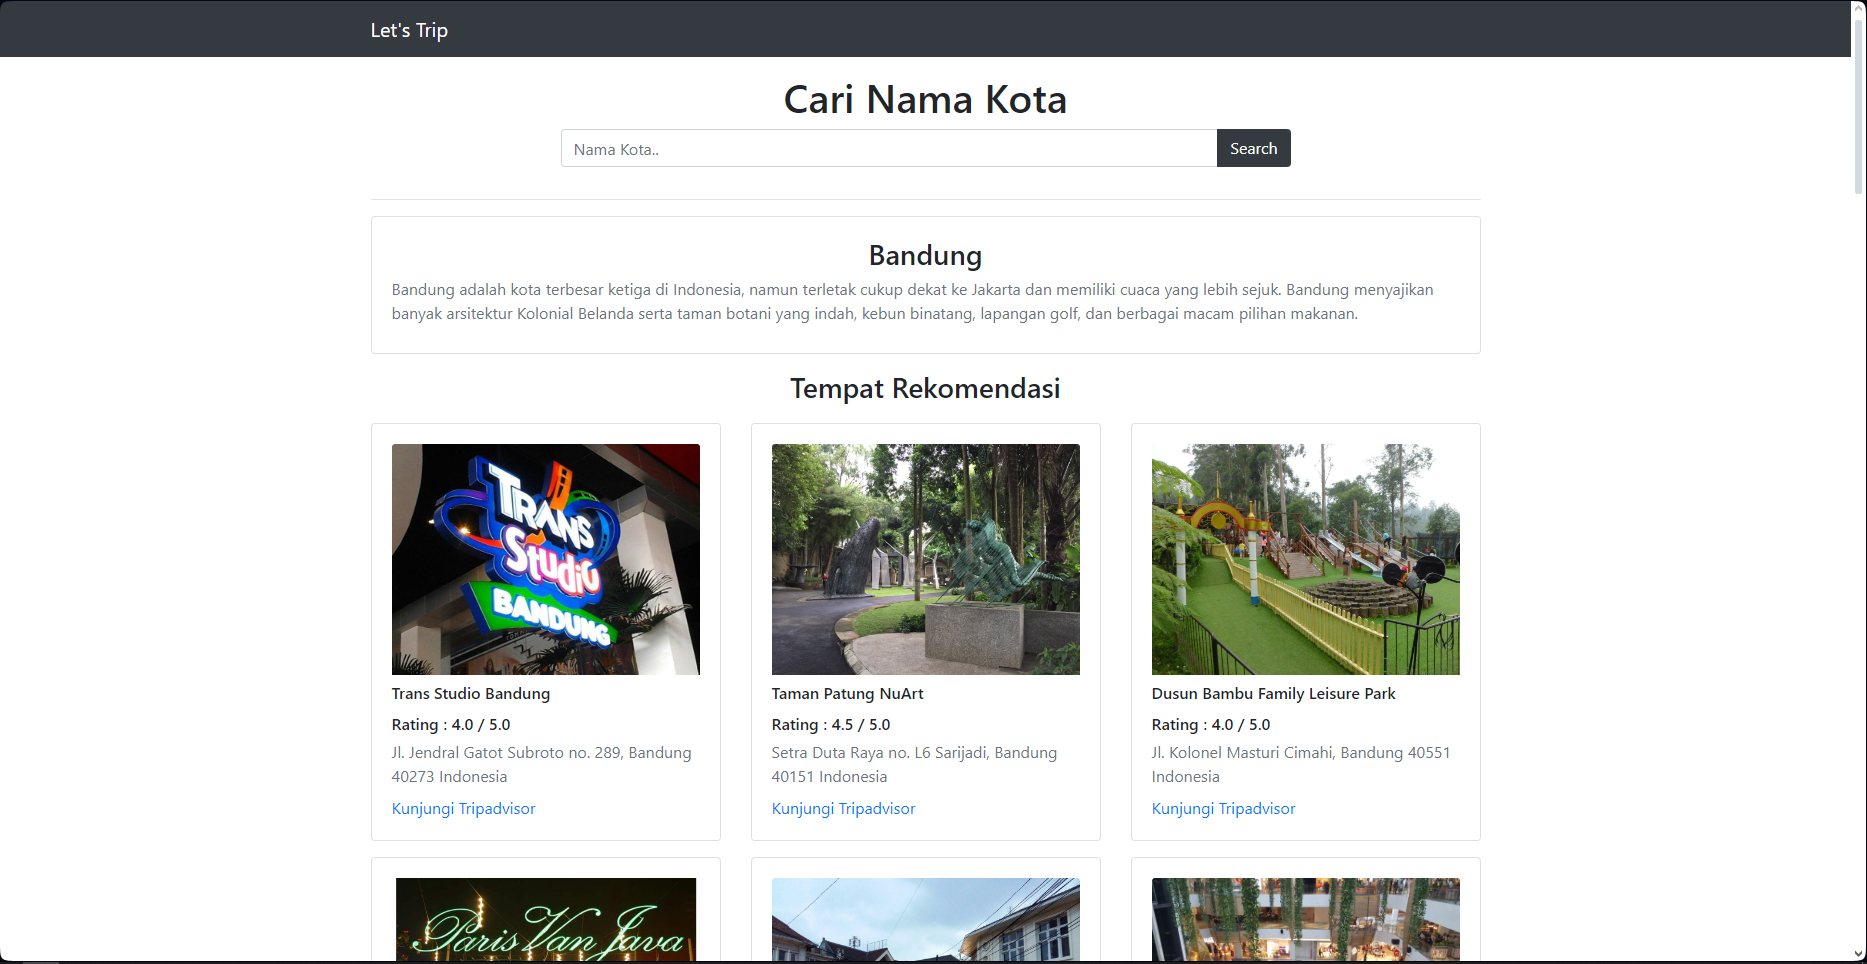 Let's Trip
Cari Nama Kota
Nama Kota..
Search
Bandung
Bandung adalah kota terbesar ketiga di Indonesia, namun terletak cukup dekat ke Jakarta dan memiliki cuaca yang lebih sejuk. Bandung menyajikan
banyak arsitektur Kolonial Belanda serta taman botani yang indah, kebun binatang, lapangan golf, dan berbagai macam pilihan makanan.
Tempat Rekomendasi
TRANS
Studio
BANDUNG
Trans Studio Bandung
Rating : 4.0 / 5.0
Jl. Jendral Gatot Subroto no. 289, Bandung
40273 Indonesia
Kunjungi Tripadvisor
Taman Patung NuArt
Rating : 4.5 / 5.0
Setra Duta Raya no. L6 Sarijadi, Bandung
40151 Indonesia
Kunjungi Tripadvisor
Dusun Bambu Family Leisure Park
Rating : 4.0 / 5.0
Jl. Kolonel Masturi Cimahi, Bandung 40551
Indonesia
Kunjungi Tripadvisor
Paris Van Java